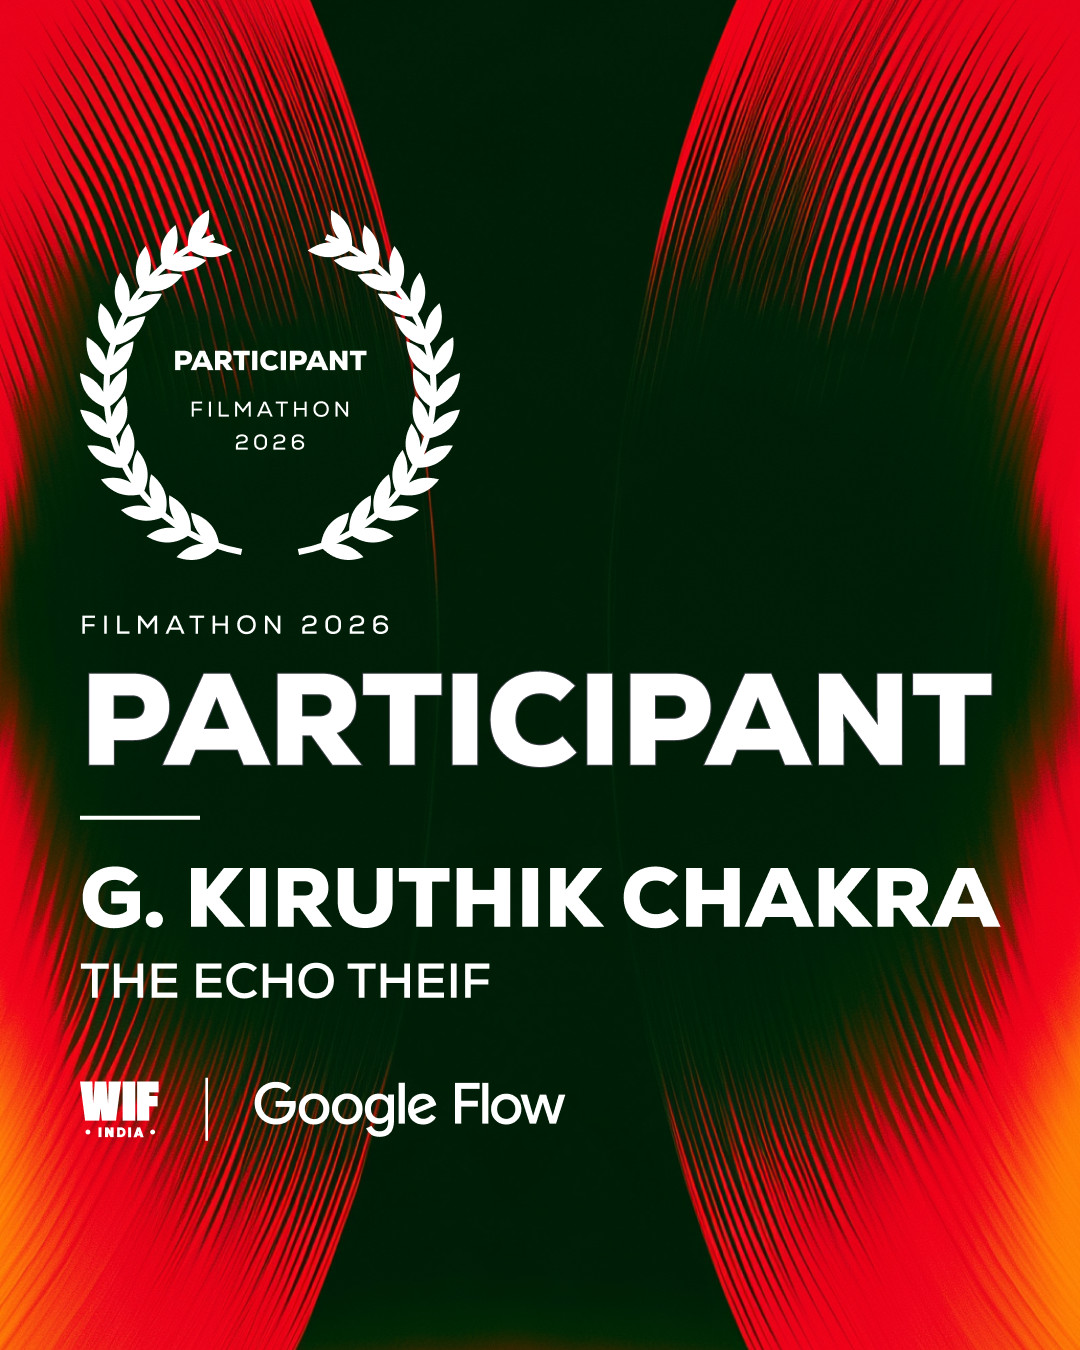 PARTICIPANT
FILMATHON
2026
FILMATHON 2026
PARTICIPANT
G. KIRUTHIK CHAKRA
THE ECHO THEIF
WIF
• INDIA •
Google Flow